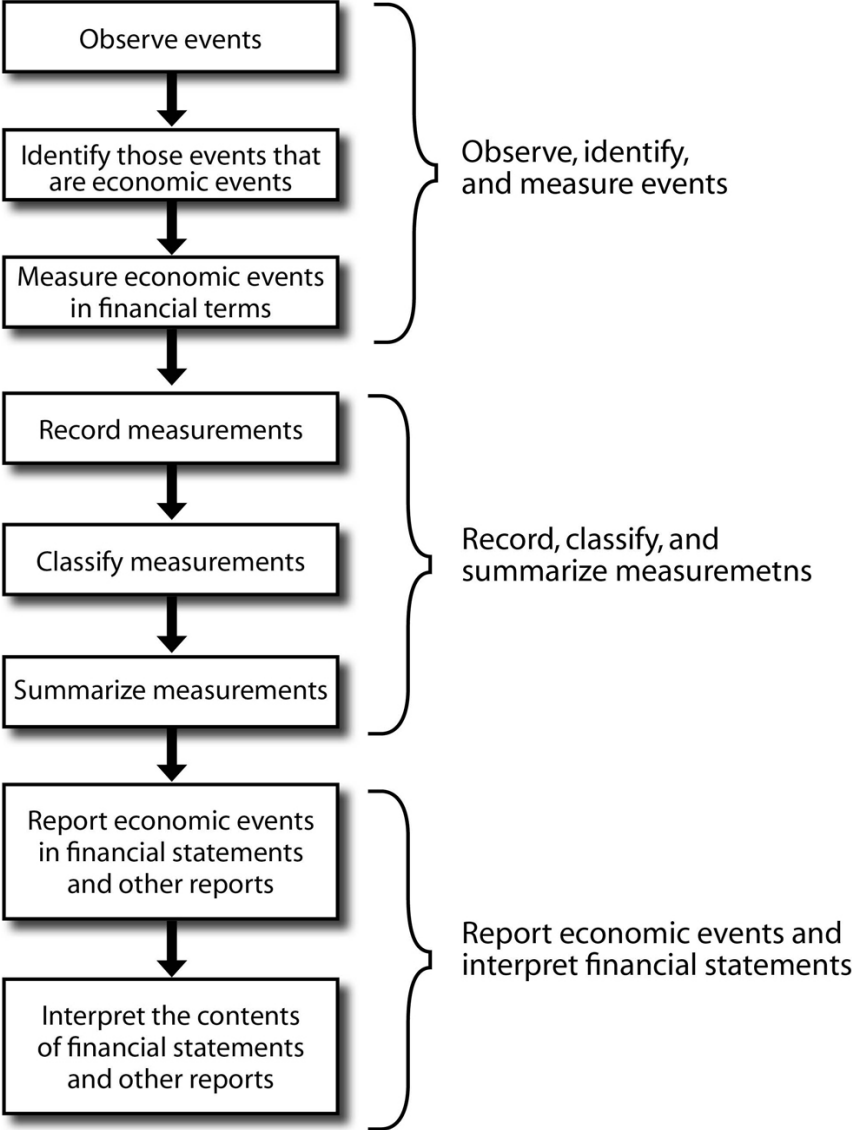 Observe events
Identify those events that
are economic events
Measure economic events
in financial terms
Observe, identify,
and measure events
Record measurements
Classify measurements
Summarize measurements
Record, classify, and
summarize measuremetns
Report economic events
in financial statements
and other reports
Interpret the contents
of financial statements
and other reports
Report economic events and
interpret financial statements